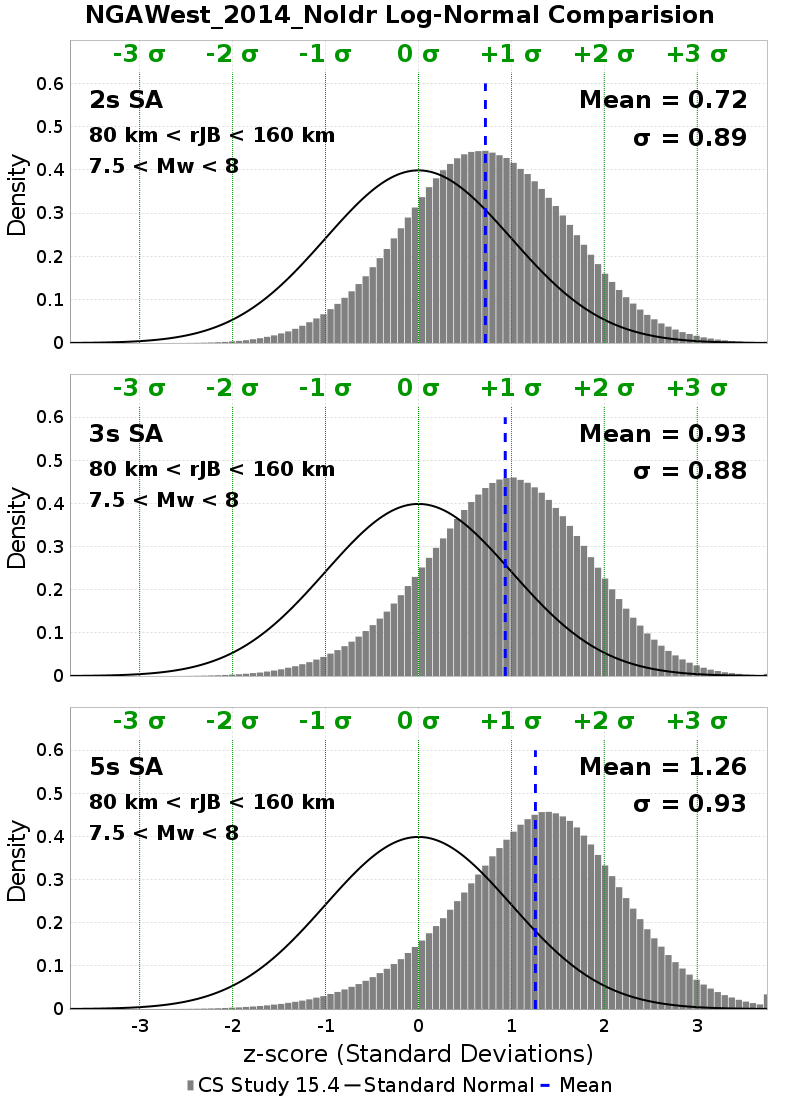 NGAWest_2014_NoIdr Log-Normal Comparision
-3 σ -2 σ -1 σ 0 σ +1 σ +2 σ +3 σ
2s SA
Mean = 0.72
80 km < rJB < 160 km
σ = 0.89
7.5 < Mw < 8
0.6
0.5
0.4
0.3
0.2
0.1
0
Density
-3 σ -2 σ -1 σ 0 σ +1 σ +2 σ +3 σ
3s SA
Mean = 0.93
80 km < rJB < 160 km
σ = 0.88
7.5 < Mw < 8
0.6
0.5
0.4
0.3
0.2
0.1
0
Density
-3 σ -2 σ -1 σ 0 σ +1 σ +2 σ +3 σ
5s SA
Mean = 1.26
80 km < rJB < 160 km
σ = 0.93
7.5 < Mw < 8
0.6
0.5
0.4
0.3
0.2
0.1
0
Density
-3 -2 -1 0 1 2 3
z-score (Standard Deviations)
CS Study 15.4 Standard Normal Mean